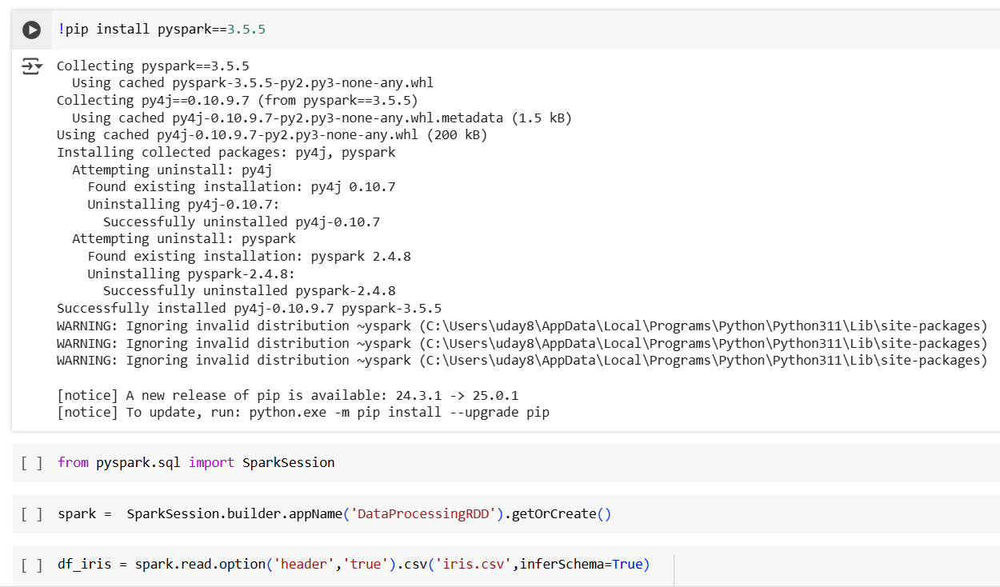 !pip install pyspark==3.5.5
Collecting pyspark==3.5.5
  Using cached pyspark-3.5.5-py2.py3-none-any.whl
Collecting py4j==0.10.9.7 (from pyspark==3.5.5)
  Using cached py4j-0.10.9.7-py2.py3-none-any.whl.metadata (1.5 kB)
Using cached py4j-0.10.9.7-py2.py3-none-any.whl (200 kB)
Installing collected packages: py4j, pyspark
  Attempting uninstall: py4j
    Found existing installation: py4j 0.10.7
    Uninstalling py4j-0.10.7:
      Successfully uninstalled py4j-0.10.7
  Attempting uninstall: pyspark
    Found existing installation: pyspark 2.4.8
    Uninstalling pyspark-2.4.8:
      Successfully uninstalled pyspark-2.4.8
Successfully installed py4j-0.10.9.7 pyspark-3.5.5
WARNING: Ignoring invalid distribution ~yspark (C:\Users\uday8\AppData\Local\Programs\Python\Python311\Lib\site-packages)
WARNING: Ignoring invalid distribution ~yspark (C:\Users\uday8\AppData\Local\Programs\Python\Python311\Lib\site-packages)
WARNING: Ignoring invalid distribution ~yspark (C:\Users\uday8\AppData\Local\Programs\Python\Python311\Lib\site-packages)

[notice] A new release of pip is available: 24.3.1 -> 25.0.1
[notice] To update, run: python.exe -m pip install --upgrade pip
[ ] from pyspark.sql import SparkSession
[ ] spark =  SparkSession.builder.appName('DataProcessingRDD').getOrCreate()
[ ] df_iris = spark.read.option('header','true').csv('iris.csv',inferSchema=True)